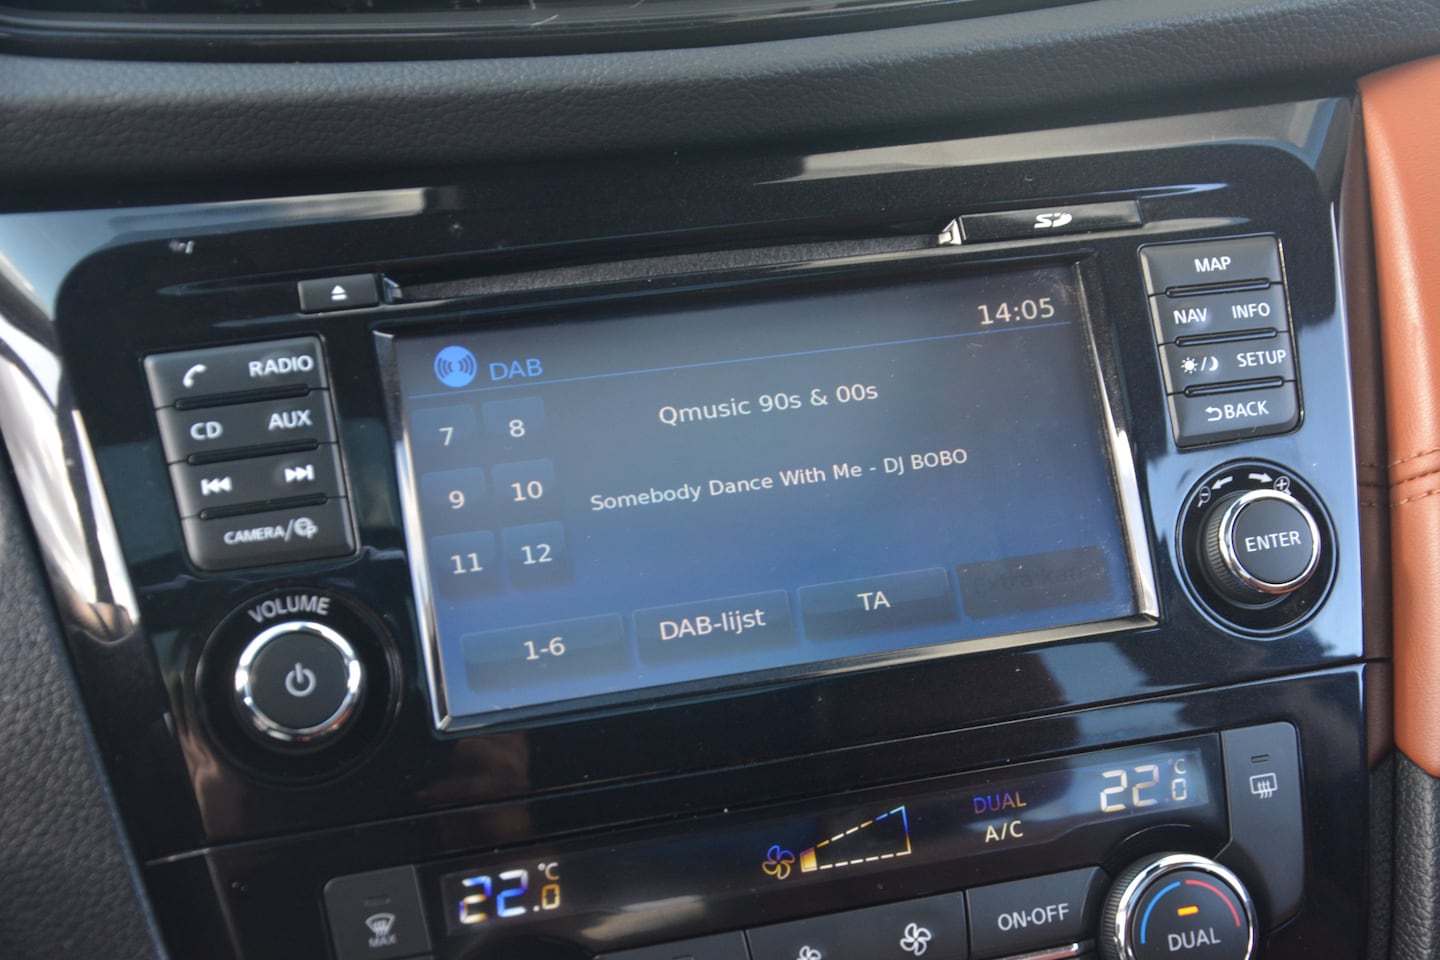 SD
MAP
NAV INFO
SETUP
BACK
RADIO
CD AUX
CAMERA/
VOLUME
ENTER
14:05
DAB
Qmusic 90s & 00s
Somebody Dance With Me - DJ BOBO
7 8
9 10
11 12
1-6 DAB-lijst TA
22.0 °C
DUAL
A/C
22.0 °C
MAX
ON·OFF
DUAL